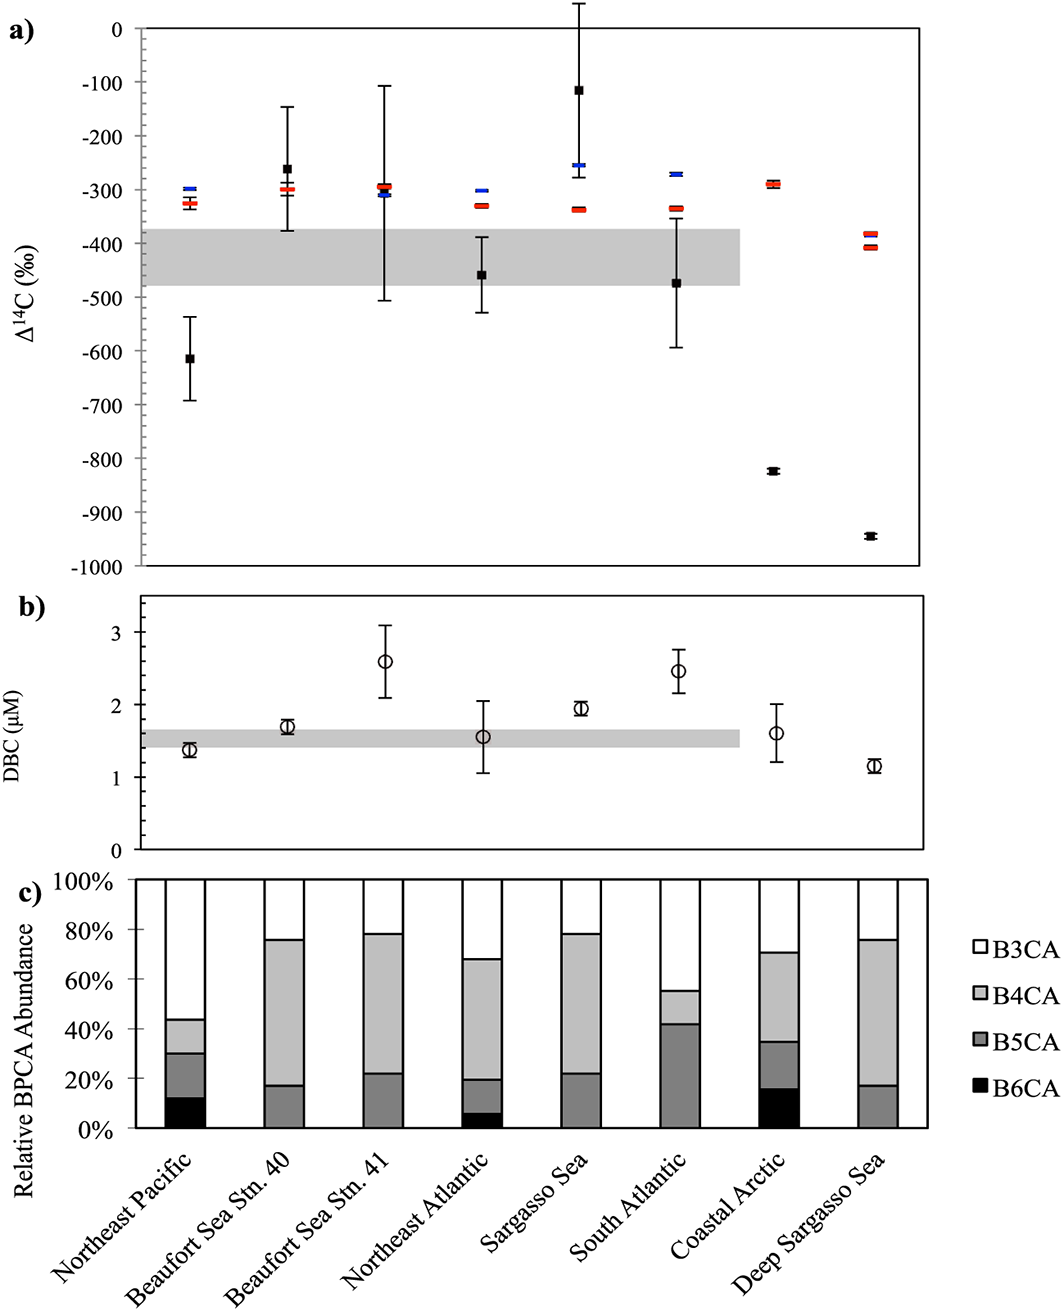 a)
0
-100
-200
-300
-400
-500
-600
-700
-800
-900
-1000
Δ¹⁴C (‰)
b)
3
2
1
0
DBC (μM)
c)
100%
80%
60%
40%
20%
0%
Relative BPCA Abundance
B3CA
B4CA
B5CA
B6CA
Northeast Pacific
Beaufort Sea Stn. 40
Beaufort Sea Stn. 41
Northeast Atlantic
Sargasso Sea
South Atlantic
Coastal Arctic
Deep Sargasso Sea